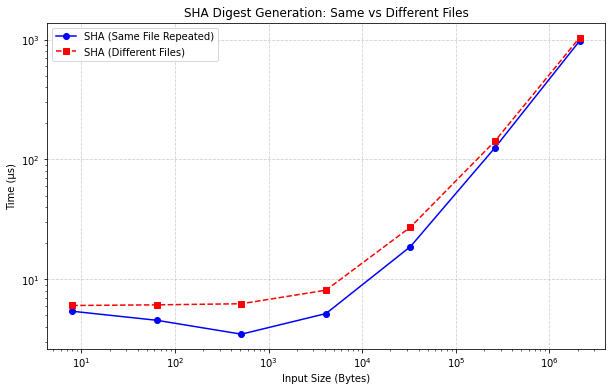 SHA Digest Generation: Same vs Different Files
SHA (Same File Repeated)
SHA (Different Files)
Time (µs)
10³
10²
10¹
10¹ 10² 10³ 10⁴ 10⁵ 10⁶
Input Size (Bytes)